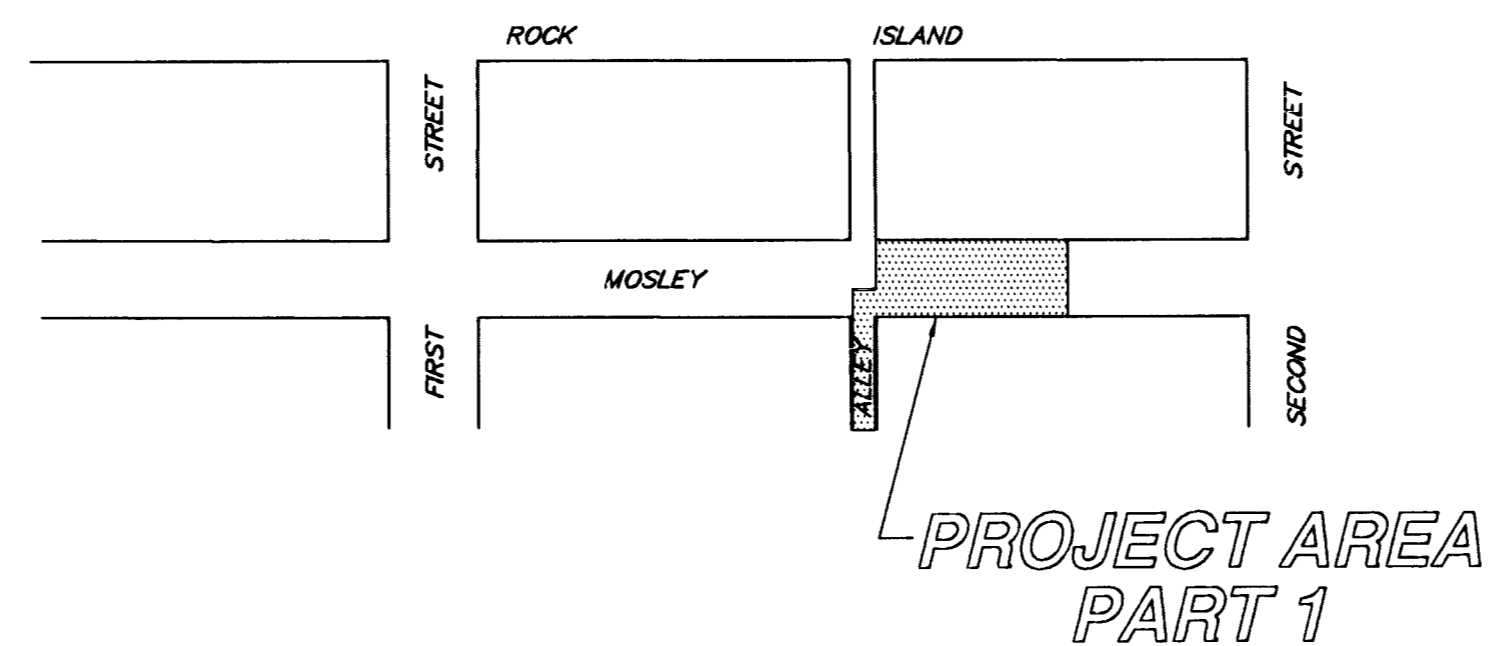 ROCK ISLAND
STREET
STREET
MOSLEY
FIRST
ALLEY
SECOND
PROJECT AREA
PART 1